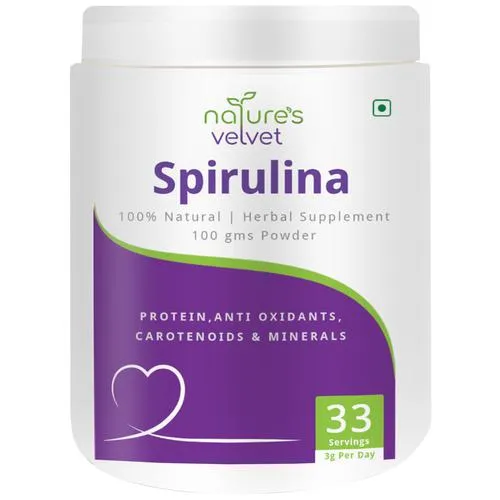 nature's
velvet
Spirulina
100% Natural | Herbal Supplement
100 gms Powder
PROTEIN,ANTI OXIDANTS,
CAROTENOIDS & MINERALS
33
Servings
3g Per Day